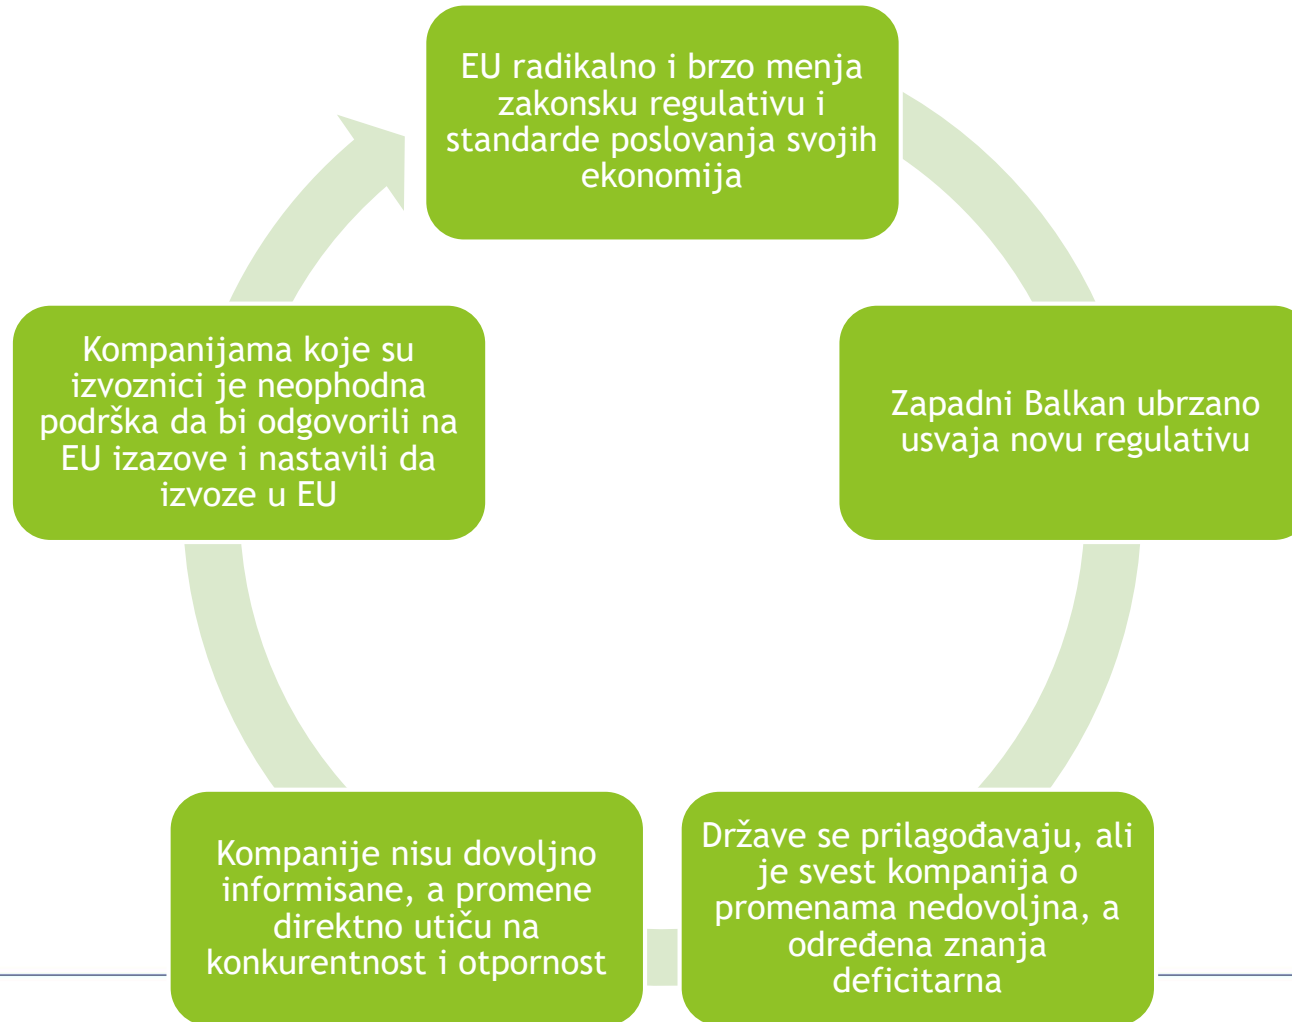 EU radikalno i brzo menja
zakonsku regulativu i
standarde poslovanja svojih
ekonomija
Zapadni Balkan ubrzano
usvaja novu regulativu
Države se prilagođavaju, ali
je svest kompanija o
promenama nedovoljna, a
određena znanja
deficitarna
Kompanije nisu dovoljno
informisane, a promene
direktno utiču na
konkurentnost i otpornost
Kompanijama koje su
izvoznici je neophodna
podrška da bi odgovorili na
EU izazove i nastavili da
izvoze u EU